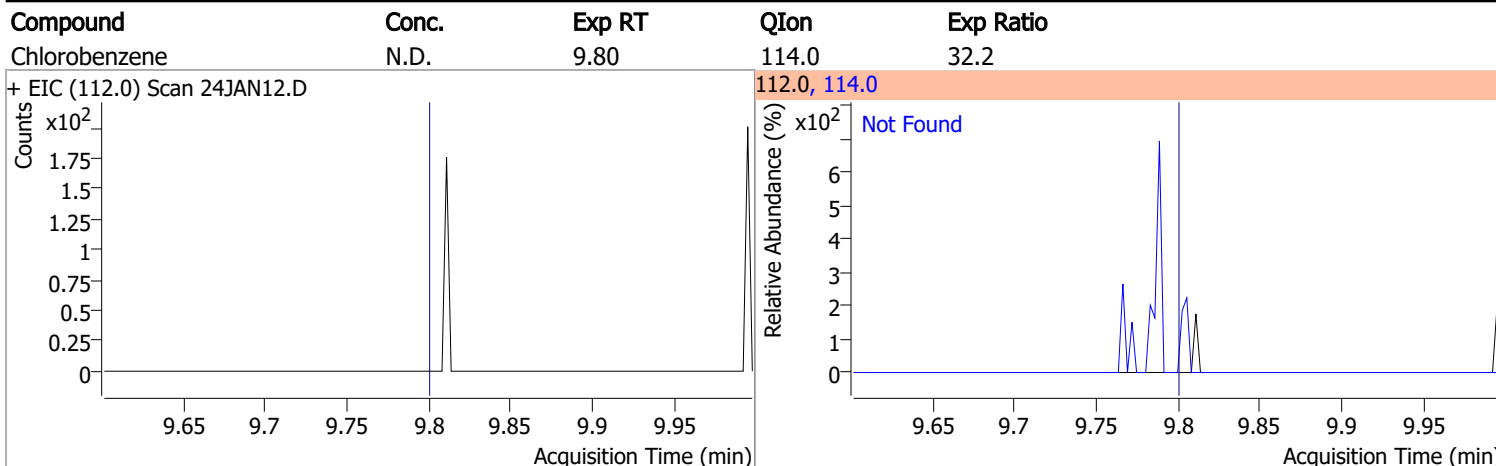 Compound Conc. Exp RT QIon Exp Ratio
Chlorobenzene N.D. 9.80 114.0 32.2
+ EIC (112.0) Scan 24JAN12.D
Counts
x10²
1.75
1.5
1.25
1
0.75
0.5
0.25
0
9.65 9.7 9.75 9.8 9.85 9.9 9.95
Acquisition Time (min)
112.0, 114.0
Relative Abundance (%)
x10²
Not Found
6
5
4
3
2
1
0
9.65 9.7 9.75 9.8 9.85 9.9 9.95
Acquisition Time (min)